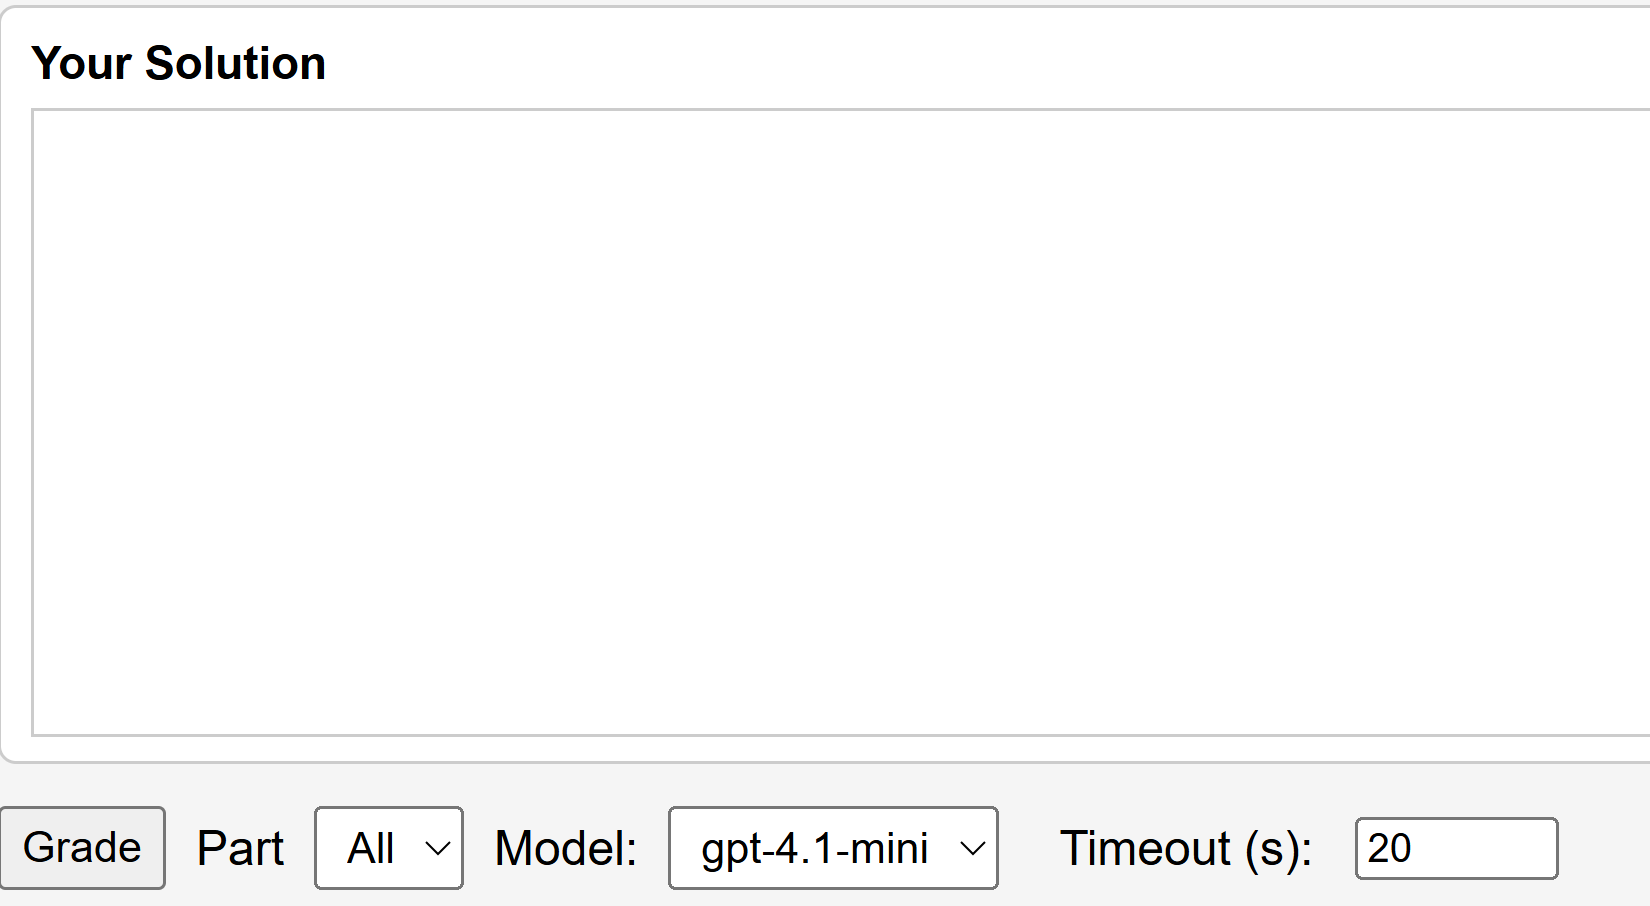 Your Solution
Grade Part All Model: gpt-4.1-mini Timeout (s): 20